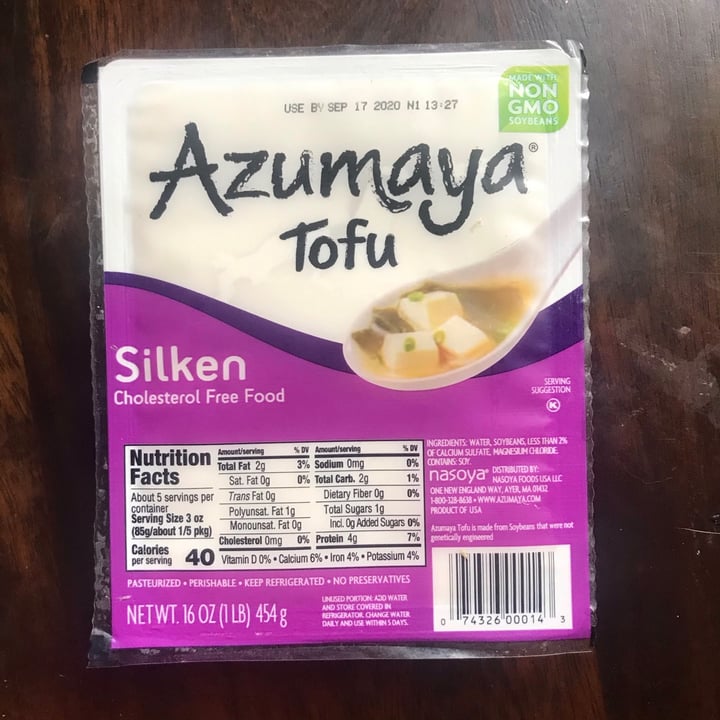 USE BY SEP 17 2020 N1 13:27
MADE WITH
NON
GMO
SOYBEANS
Azumaya®
Tofu
Silken
Cholesterol Free Food
SERVING
SUGGESTION
K
Nutrition
Facts
About 5 servings per
container
Serving Size 3 oz
(85g/about 1/5 pkg)
Calories
per serving 40
Amount/serving % DV
Total Fat 2g 3%
Sat. Fat 0g 0%
Trans Fat 0g
Polyunsat. Fat 1g
Monounsat. Fat 0g
Cholesterol 0mg 0%
Amount/serving % DV
Sodium 0mg 0%
Total Carb. 2g 1%
Dietary Fiber 0g 0%
Total Sugars 1g
Incl. 0g Added Sugars 0%
Protein 4g 7%
Vitamin D 0% • Calcium 6% • Iron 4% • Potassium 4%
INGREDIENTS: WATER, SOYBEANS, LESS THAN 2%
OF CALCIUM SULFATE, MAGNESIUM CHLORIDE.
CONTAINS: SOY.
nasoya® DISTRIBUTED BY:
NASOYA FOODS USA LLC
ONE NEW ENGLAND WAY, AYER, MA 01432
1-800-328-8638 • WWW.AZUMAYA.COM
PRODUCT OF USA
Azumaya Tofu is made from Soybeans that were not
genetically engineered
PASTEURIZED • PERISHABLE • KEEP REFRIGERATED • NO PRESERVATIVES
NET WT. 16 OZ (1 LB) 454 g
UNUSED PORTION: ADD WATER
AND STORE COVERED IN
REFRIGERATOR. CHANGE WATER
DAILY AND USE WITHIN 5 DAYS.
0 74326 00014 3